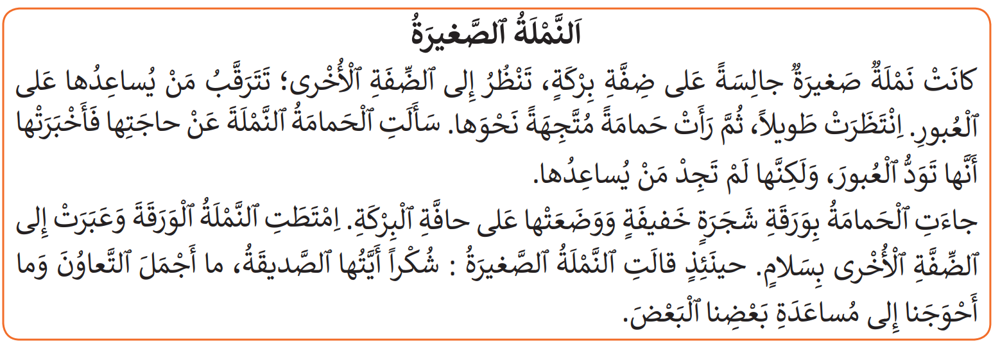 اَلنَّمْلَةُ ٱلصَّغيرَةُ
كانَتْ نَمْلَةٌ صَغيرَةٌ جالِسَةً عَلى ضِفَّةِ بِرْكَةٍ، تَنْظُرُ إِلى ٱلضِّفَةِ ٱلْأُخْرى؛ تَتَرَقَّبُ مَنْ يُساعِدُها عَلى
ٱلْعُبورِ. اِنْتَظَرَتْ طَويلاً، ثُمَّ رَأَتْ حَمامَةً مُتَّجِهَةً نَحْوَها. سَأَلَتِ ٱلْحَمامَةُ ٱلنَّمْلَةَ عَنْ حاجَتِها فَأَخْبَرَتْها
أَنَّها تَوَدُّ ٱلْعُبورَ، وَلَكِنَّها لَمْ تَجِدْ مَنْ يُساعِدُها.
جاءَتِ ٱلْحَمامَةُ بِوَرَقَةِ شَجَرَةٍ خَفيفَةٍ وَوَضَعَتْها عَلى حافَّةِ ٱلْبِرْكَةِ. اِمْتَطَتِ ٱلنَّمْلَةُ ٱلْوَرَقَةَ وَعَبَرَتْ إِلى
ٱلضِّفَّةِ ٱلْأُخْرى بِسَلامٍ. حينَئِذٍ قالَتِ ٱلنَّمْلَةُ ٱلصَّغيرَةُ : شُكْراً أَيَّتُها ٱلصَّديقَةُ، ما أَجْمَلَ ٱلتَّعاوُنَ وَما
أَحْوَجَنا إِلى مُساعَدَةِ بَعْضِنا ٱلْبَعْضَ.